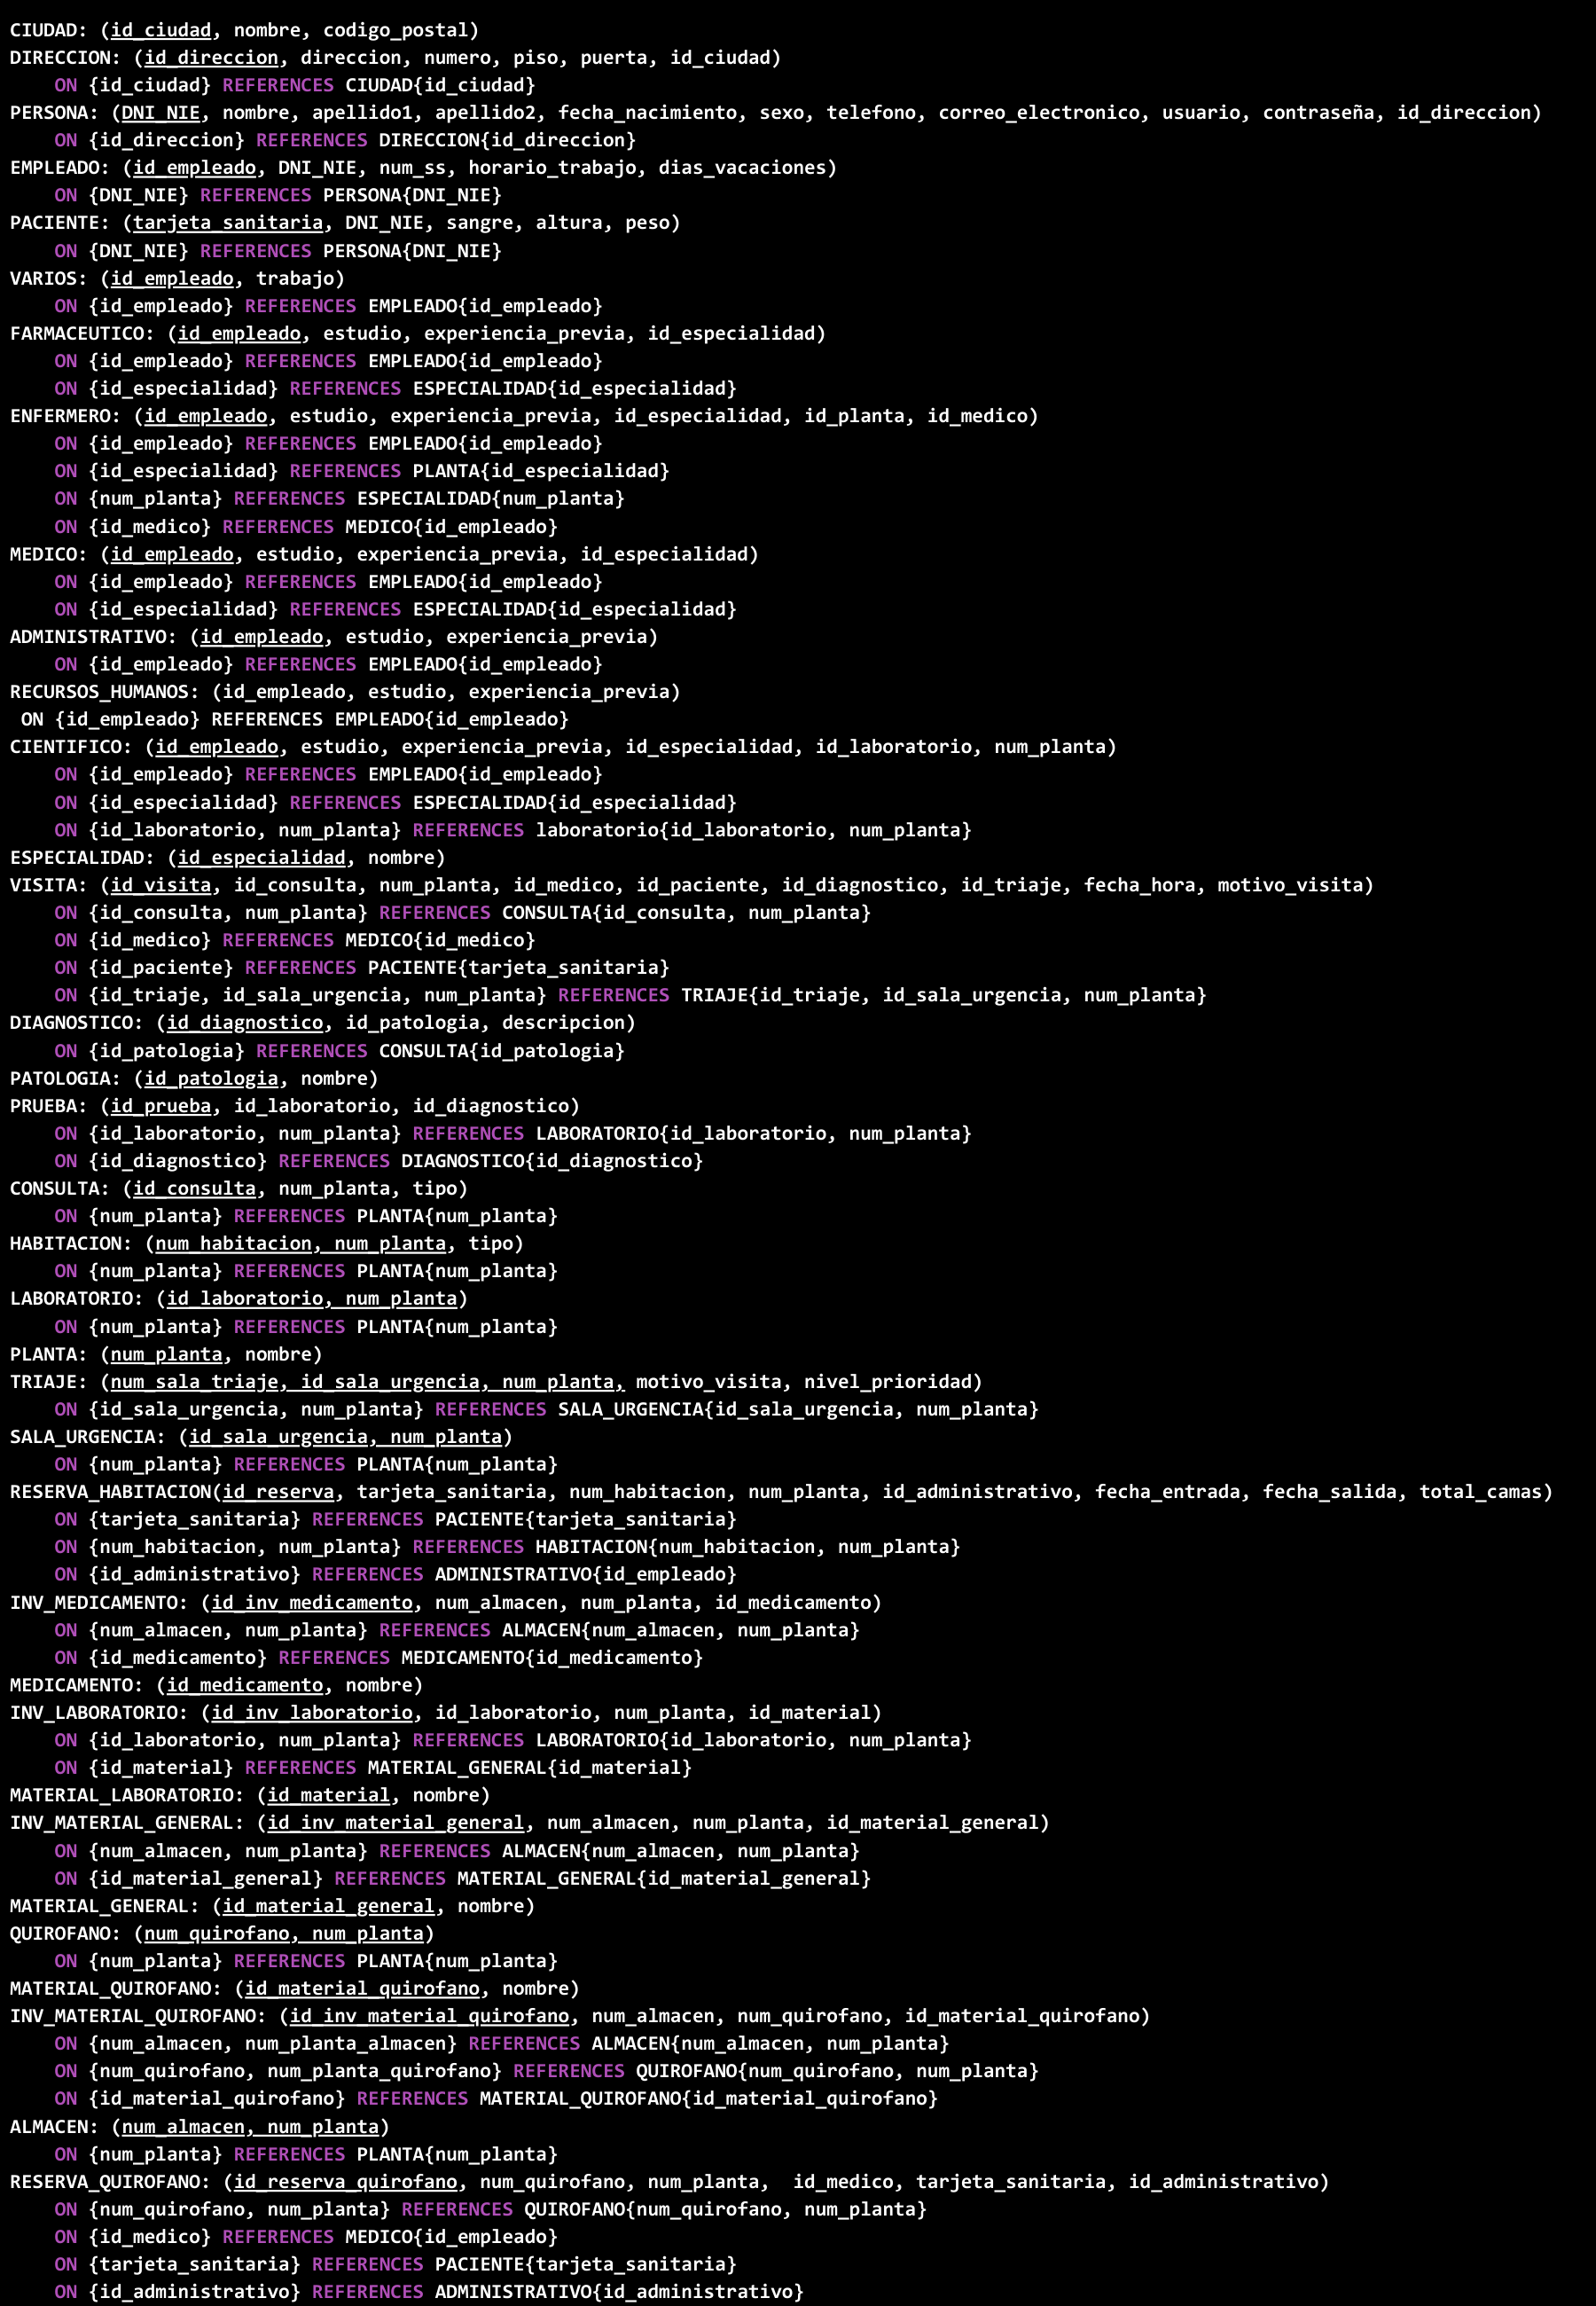 CIUDAD: (id_ciudad, nombre, codigo_postal)
DIRECCION: (id_direccion, direccion, numero, piso, puerta, id_ciudad)
ON {id_ciudad} REFERENCES CIUDAD{id_ciudad}
PERSONA: (DNI_NIE, nombre, apellido1, apellido2, fecha_nacimiento, sexo, telefono, correo_electronico, usuario, contraseña, id_direccion)
ON {id_direccion} REFERENCES DIRECCION{id_direccion}
EMPLEADO: (id_empleado, DNI_NIE, num_ss, horario_trabajo, dias_vacaciones)
ON {DNI_NIE} REFERENCES PERSONA{DNI_NIE}
PACIENTE: (tarjeta_sanitaria, DNI_NIE, sangre, altura, peso)
ON {DNI_NIE} REFERENCES PERSONA{DNI_NIE}
VARIOS: (id_empleado, trabajo)
ON {id_empleado} REFERENCES EMPLEADO{id_empleado}
FARMACEUTICO: (id_empleado, estudio, experiencia_previa, id_especialidad)
ON {id_empleado} REFERENCES EMPLEADO{id_empleado}
ON {id_especialidad} REFERENCES ESPECIALIDAD{id_especialidad}
ENFERMERO: (id_empleado, estudio, experiencia_previa, id_especialidad, id_planta, id_medico)
ON {id_empleado} REFERENCES EMPLEADO{id_empleado}
ON {id_especialidad} REFERENCES PLANTA{id_especialidad}
ON {num_planta} REFERENCES ESPECIALIDAD{num_planta}
ON {id_medico} REFERENCES MEDICO{id_empleado}
MEDICO: (id_empleado, estudio, experiencia_previa, id_especialidad)
ON {id_empleado} REFERENCES EMPLEADO{id_empleado}
ON {id_especialidad} REFERENCES ESPECIALIDAD{id_especialidad}
ADMINISTRATIVO: (id_empleado, estudio, experiencia_previa)
ON {id_empleado} REFERENCES EMPLEADO{id_empleado}
RECURSOS_HUMANOS: (id_empleado, estudio, experiencia_previa)
ON {id_empleado} REFERENCES EMPLEADO{id_empleado}
CIENTIFICO: (id_empleado, estudio, experiencia_previa, id_especialidad, id_laboratorio, num_planta)
ON {id_empleado} REFERENCES EMPLEADO{id_empleado}
ON {id_especialidad} REFERENCES ESPECIALIDAD{id_especialidad}
ON {id_laboratorio, num_planta} REFERENCES laboratorio{id_laboratorio, num_planta}
ESPECIALIDAD: (id_especialidad, nombre)
VISITA: (id_visita, id_consulta, num_planta, id_medico, id_paciente, id_diagnostico, id_triaje, fecha_hora, motivo_visita)
ON {id_consulta, num_planta} REFERENCES CONSULTA{id_consulta, num_planta}
ON {id_medico} REFERENCES MEDICO{id_medico}
ON {id_paciente} REFERENCES PACIENTE{tarjeta_sanitaria}
ON {id_triaje, id_sala_urgencia, num_planta} REFERENCES TRIAJE{id_triaje, id_sala_urgencia, num_planta}
DIAGNOSTICO: (id_diagnostico, id_patologia, descripcion)
ON {id_patologia} REFERENCES CONSULTA{id_patologia}
PATOLOGIA: (id_patologia, nombre)
PRUEBA: (id_prueba, id_laboratorio, id_diagnostico)
ON {id_laboratorio, num_planta} REFERENCES LABORATORIO{id_laboratorio, num_planta}
ON {id_diagnostico} REFERENCES DIAGNOSTICO{id_diagnostico}
CONSULTA: (id_consulta, num_planta, tipo)
ON {num_planta} REFERENCES PLANTA{num_planta}
HABITACION: (num_habitacion, num_planta, tipo)
ON {num_planta} REFERENCES PLANTA{num_planta}
LABORATORIO: (id_laboratorio, num_planta)
ON {num_planta} REFERENCES PLANTA{num_planta}
PLANTA: (num_planta, nombre)
TRIAJE: (num_sala_triaje, id_sala_urgencia, num_planta, motivo_visita, nivel_prioridad)
ON {id_sala_urgencia, num_planta} REFERENCES SALA_URGENCIA{id_sala_urgencia, num_planta}
SALA_URGENCIA: (id_sala_urgencia, num_planta)
ON {num_planta} REFERENCES PLANTA{num_planta}
RESERVA_HABITACION(id_reserva, tarjeta_sanitaria, num_habitacion, num_planta, id_administrativo, fecha_entrada, fecha_salida, total_camas)
ON {tarjeta_sanitaria} REFERENCES PACIENTE{tarjeta_sanitaria}
ON {num_habitacion, num_planta} REFERENCES HABITACION{num_habitacion, num_planta}
ON {id_administrativo} REFERENCES ADMINISTRATIVO{id_empleado}
INV_MEDICAMENTO: (id_inv_medicamento, num_almacen, num_planta, id_medicamento)
ON {num_almacen, num_planta} REFERENCES ALMACEN{num_almacen, num_planta}
ON {id_medicamento} REFERENCES MEDICAMENTO{id_medicamento}
MEDICAMENTO: (id_medicamento, nombre)
INV_LABORATORIO: (id_inv_laboratorio, id_laboratorio, num_planta, id_material)
ON {id_laboratorio, num_planta} REFERENCES LABORATORIO{id_laboratorio, num_planta}
ON {id_material} REFERENCES MATERIAL_GENERAL{id_material}
MATERIAL_LABORATORIO: (id_material, nombre)
INV_MATERIAL_GENERAL: (id_inv_material_general, num_almacen, num_planta, id_material_general)
ON {num_almacen, num_planta} REFERENCES ALMACEN{num_almacen, num_planta}
ON {id_material_general} REFERENCES MATERIAL_GENERAL{id_material_general}
MATERIAL_GENERAL: (id_material_general, nombre)
QUIROFANO: (num_quirofano, num_planta)
ON {num_planta} REFERENCES PLANTA{num_planta}
MATERIAL_QUIROFANO: (id_material_quirofano, nombre)
INV_MATERIAL_QUIROFANO: (id_inv_material_quirofano, num_almacen, num_quirofano, id_material_quirofano)
ON {num_almacen, num_planta_almacen} REFERENCES ALMACEN{num_almacen, num_planta}
ON {num_quirofano, num_planta_quirofano} REFERENCES QUIROFANO{num_quirofano, num_planta}
ON {id_material_quirofano} REFERENCES MATERIAL_QUIROFANO{id_material_quirofano}
ALMACEN: (num_almacen, num_planta)
ON {num_planta} REFERENCES PLANTA{num_planta}
RESERVA_QUIROFANO: (id_reserva_quirofano, num_quirofano, num_planta, id_medico, tarjeta_sanitaria, id_administrativo)
ON {num_quirofano, num_planta} REFERENCES QUIROFANO{num_quirofano, num_planta}
ON {id_medico} REFERENCES MEDICO{id_empleado}
ON {tarjeta_sanitaria} REFERENCES PACIENTE{tarjeta_sanitaria}
ON {id_administrativo} REFERENCES ADMINISTRATIVO{id_administrativo}